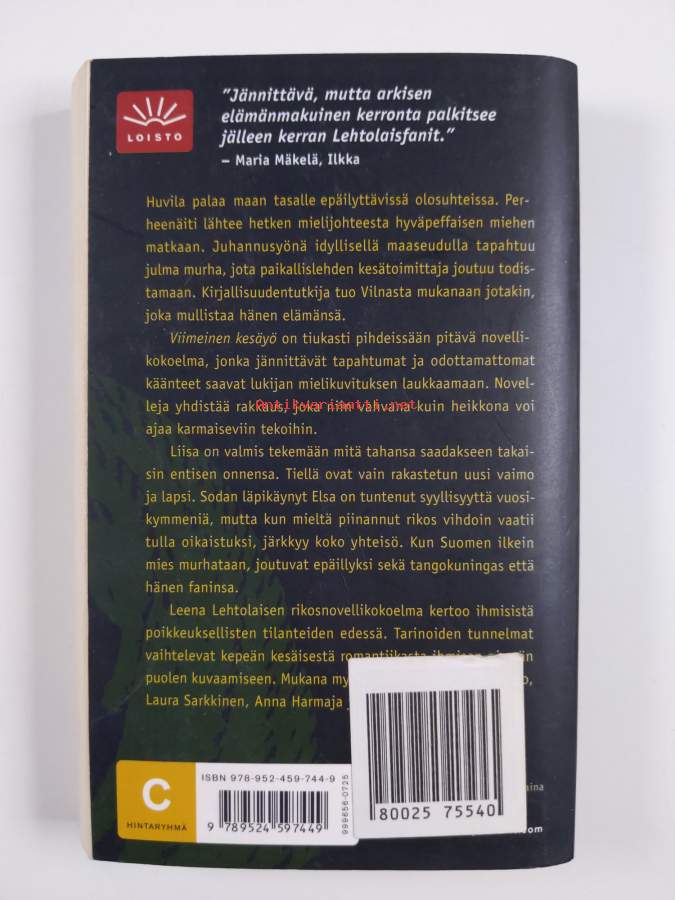 LOISTO
"Jännittävä, mutta arkisen
elämänmakuinen kerronta palkitsee
jälleen kerran Lehtolaisfanit."
– Maria Mäkelä, Ilkka
Huvila palaa maan tasalle epäilyttävissä olosuhteissa. Per-
heenäiti lähtee hetken mielijohteesta hyväpeffaisen miehen
matkaan. Juhannusyönä idyllisellä maaseudulla tapahtuu
julma murha, jota paikallislehden kesätoimittaja joutuu todis-
tamaan. Kirjallisuudentutkija tuo Vilnasta mukanaan jotakin,
joka mullistaa hänen elämänsä.
Viimeinen kesäyö on tiukasti pihdeissään pitävä novelli-
kokoelma, jonka jännittävät tapahtumat ja odottamattomat
käänteet saavat lukijan mielikuvituksen laukkaamaan. Novel-
leja yhdistää rakkaus, joka niin vahvana kuin heikkona voi
ajaa karmaiseviin tekoihin.
Antikvariaatti.net
Liisa on valmis tekemään mitä tahansa saadakseen takai-
sin entisen onnensa. Tiellä ovat vain rakastetun uusi vaimo
ja lapsi. Sodan läpikäynyt Elsa on tuntenut syyllisyyttä vuosi-
kymmeniä, mutta kun mieltä piinannut rikos vihdoin vaatii
tulla oikaistuksi, järkkyy koko yhteisö. Kun Suomen ilkein
mies murhataan, joutuvat epäillyksi sekä tangokuningas että
hänen faninsa.
Leena Lehtolaisen rikosnovellikokoelma kertoo ihmisistä
poikkeuksellisten tilanteiden edessä. Tarinoiden tunnelmat
vaihtelevat kepeän kesäisestä romantiikasta ihmisen
puolen kuvaamiseen. Mukana
Laura Sarkkinen, Anna Harmaja
C
HINTARYHMÄ
ISBN 978-952-459-744-9
9 789524 597449
999656-0725
80025 75540